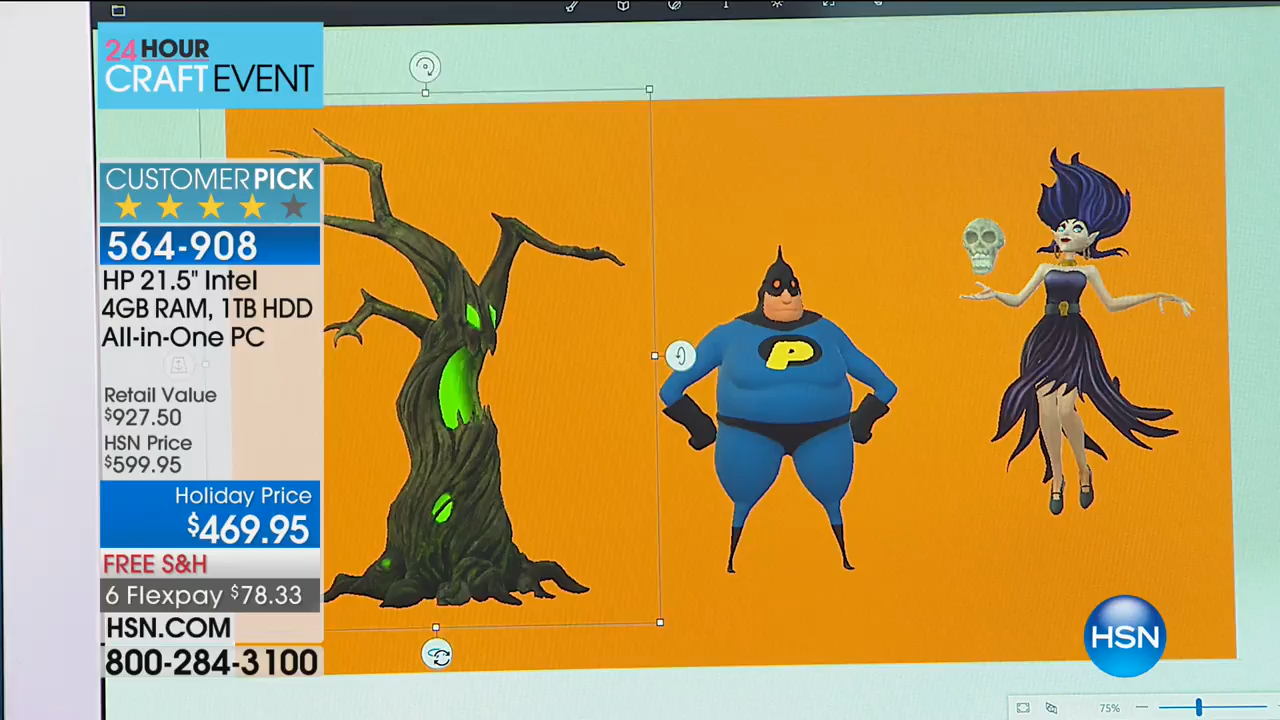 24 HOUR
CRAFT EVENT
CUSTOMER PICK
564-908
HP 21.5" Intel
4GB RAM, 1TB HDD
All-in-One PC
Retail Value
$927.50
HSN Price
$599.95
Holiday Price
$469.95
FREE S&H
6 Flexpay $78.33
HSN.COM
800-284-3100
P
HSN
75%